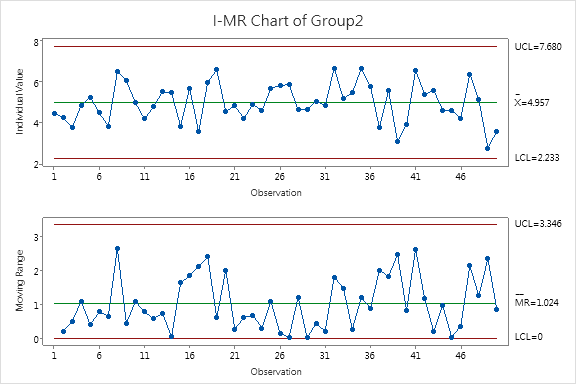 I-MR Chart of Group2
8
6
4
2
Individual Value
UCL=7.680
_
X=4.957
LCL=2.233
1 6 11 16 21 26 31 36 41 46
Observation
3
2
1
0
Moving Range
UCL=3.346
__
MR=1.024
LCL=0
1 6 11 16 21 26 31 36 41 46
Observation